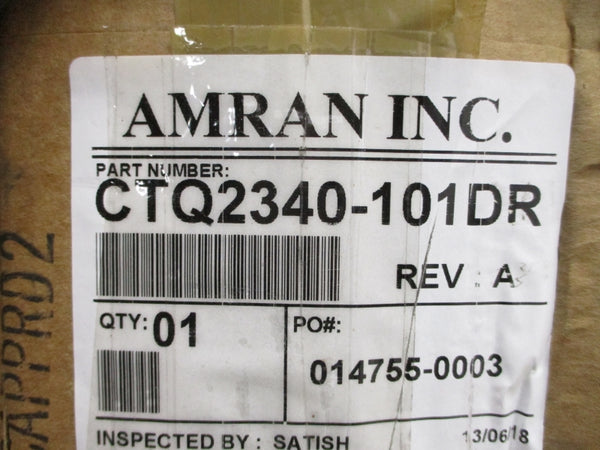 AMRAN INC.
PART NUMBER:
CTQ2340-101DR
REV : A
QTY: 01
PO#:
014755-0003
INSPECTED BY : SATISH
13/06/18